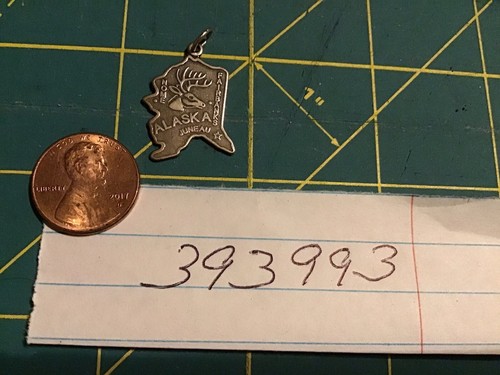 1"
NOME
FAIRBANKS
ALASKA
JUNEAU
LIBERTY
2017
393993